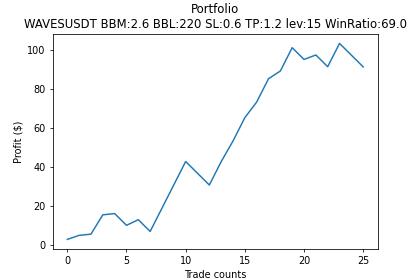 Portfolio
WAVESUSDT BBM:2.6 BBL:220 SL:0.6 TP:1.2 lev:15 WinRatio:69.0
100
80
60
40
20
0
Profit ($)
0 5 10 15 20 25
Trade counts